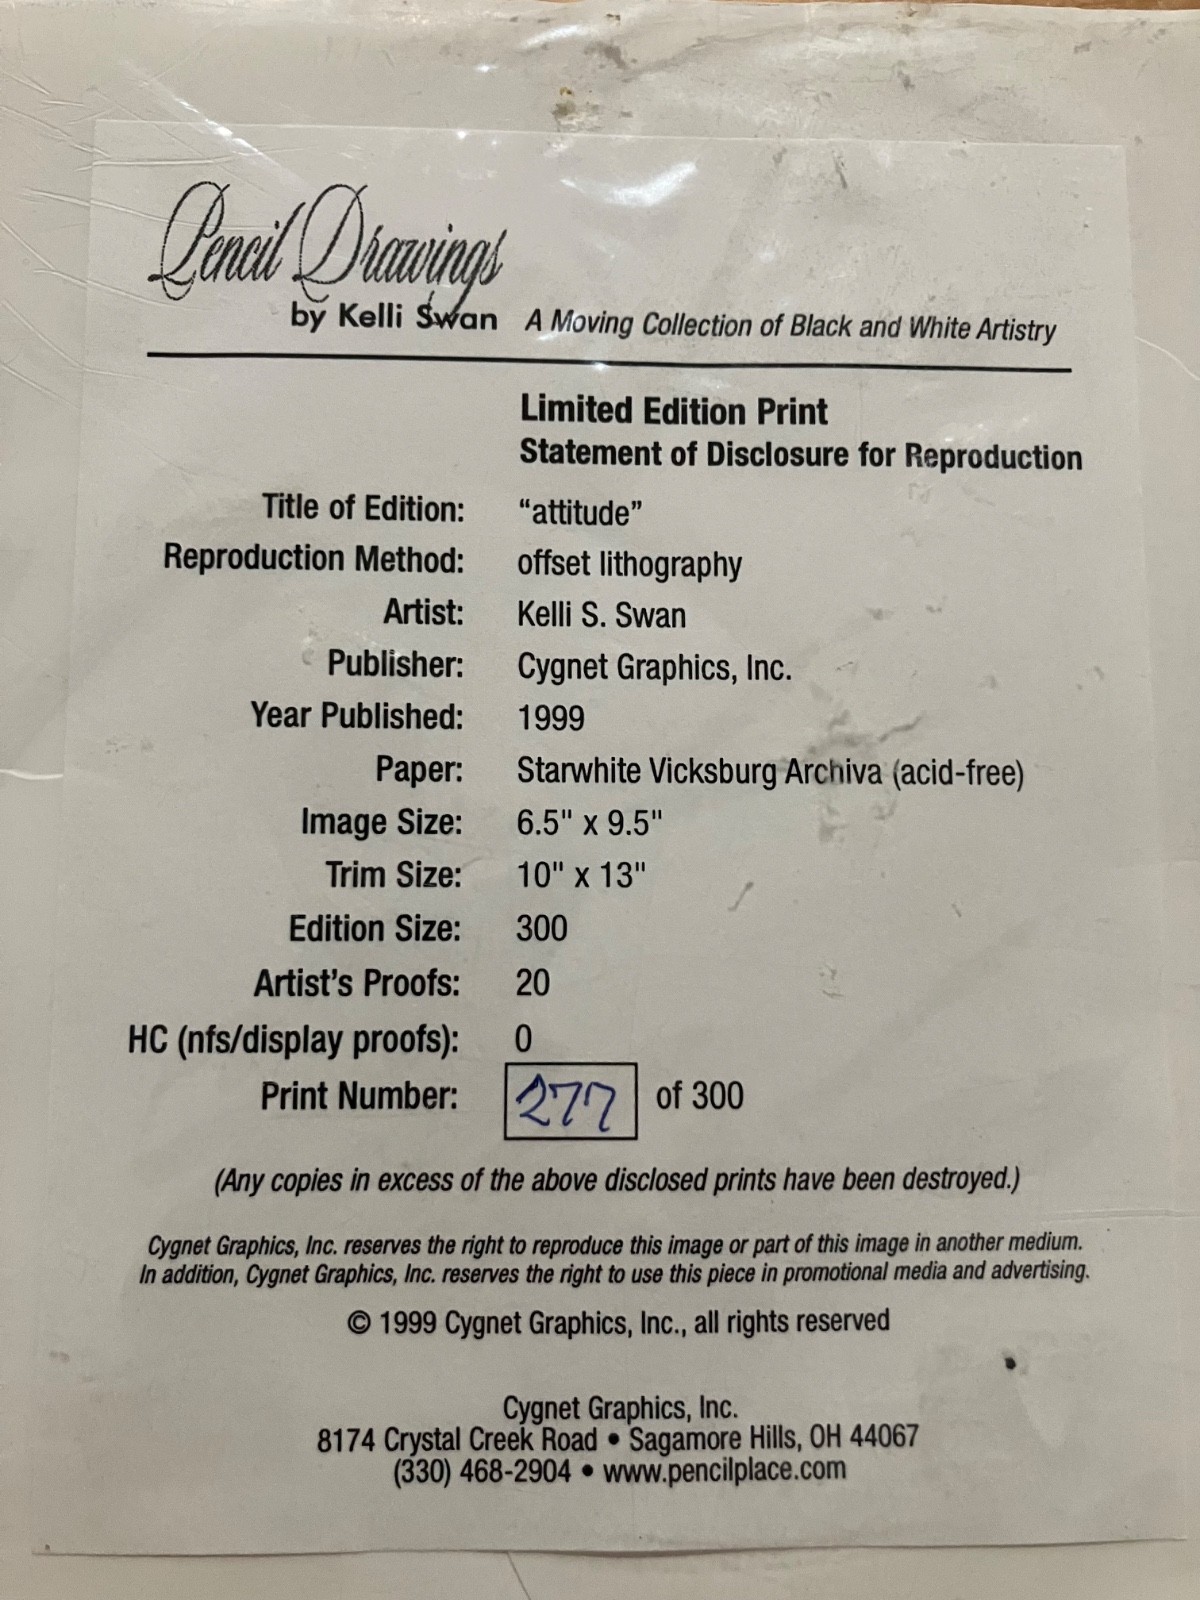 Pencil Drawings
by Kelli Swan A Moving Collection of Black and White Artistry
Limited Edition Print
Statement of Disclosure for Reproduction
Title of Edition: “attitude”
Reproduction Method: offset lithography
Artist: Kelli S. Swan
Publisher: Cygnet Graphics, Inc.
Year Published: 1999
Paper: Starwhite Vicksburg Archiva (acid-free)
Image Size: 6.5" x 9.5"
Trim Size: 10" x 13"
Edition Size: 300
Artist’s Proofs: 20
HC (nfs/display proofs): 0
Print Number: 277 of 300
(Any copies in excess of the above disclosed prints have been destroyed.)
Cygnet Graphics, Inc. reserves the right to reproduce this image or part of this image in another medium.
In addition, Cygnet Graphics, Inc. reserves the right to use this piece in promotional media and advertising.
© 1999 Cygnet Graphics, Inc., all rights reserved
Cygnet Graphics, Inc.
8174 Crystal Creek Road • Sagamore Hills, OH 44067
(330) 468-2904 • www.pencilplace.com